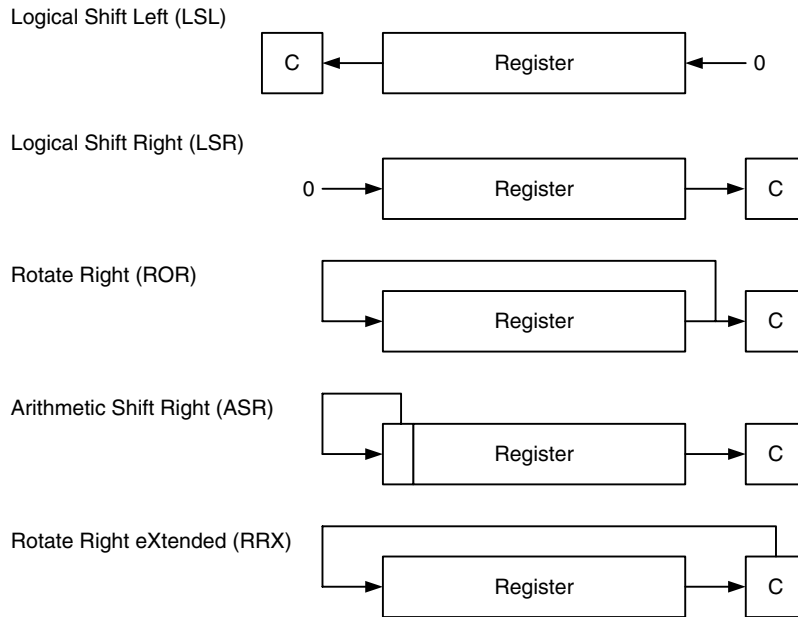 Logical Shift Left (LSL)
C Register 0
Logical Shift Right (LSR)
0 Register C
Rotate Right (ROR)
Register C
Arithmetic Shift Right (ASR)
Register C
Rotate Right eXtended (RRX)
Register C